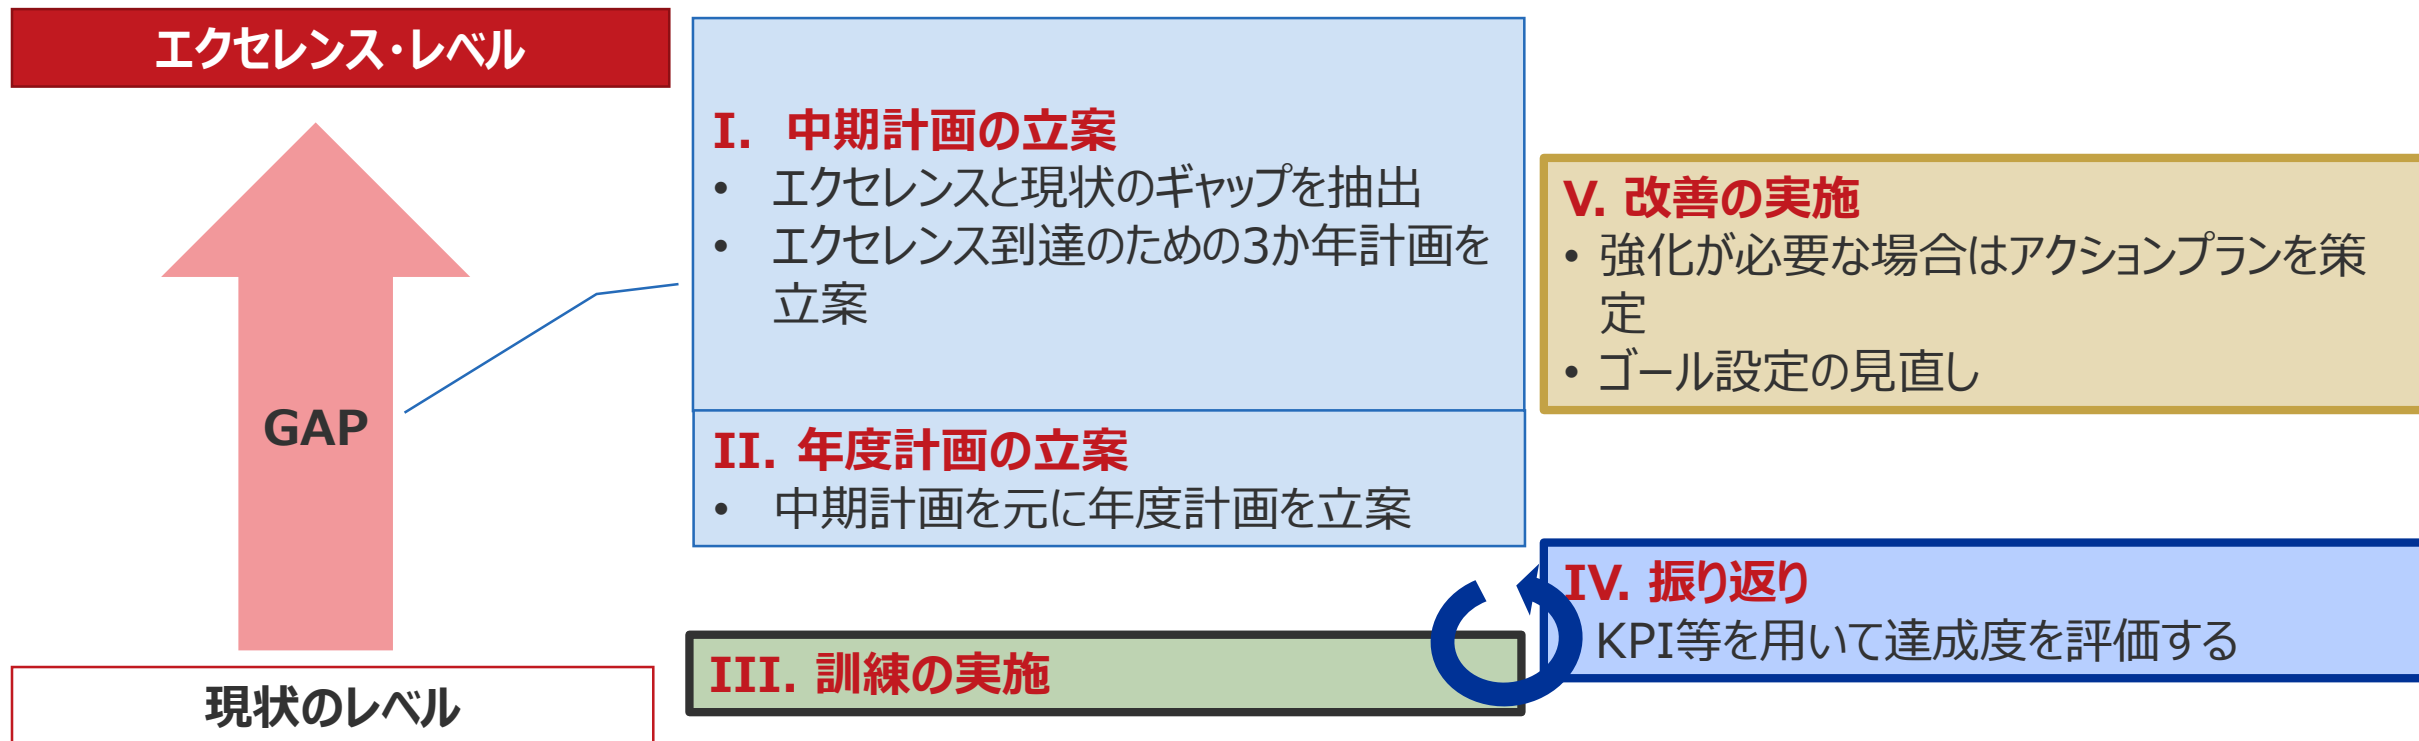 エクセレンス・レベル
GAP
現状のレベル
I. 中期計画の立案
• エクセレンスと現状のギャップを抽出
• エクセレンス到達のための3か年計画を
立案
II. 年度計画の立案
• 中期計画を元に年度計画を立案
III. 訓練の実施
V. 改善の実施
• 強化が必要な場合はアクションプランを策
定
• ゴール設定の見直し
IV. 振り返り
KPI等を用いて達成度を評価する